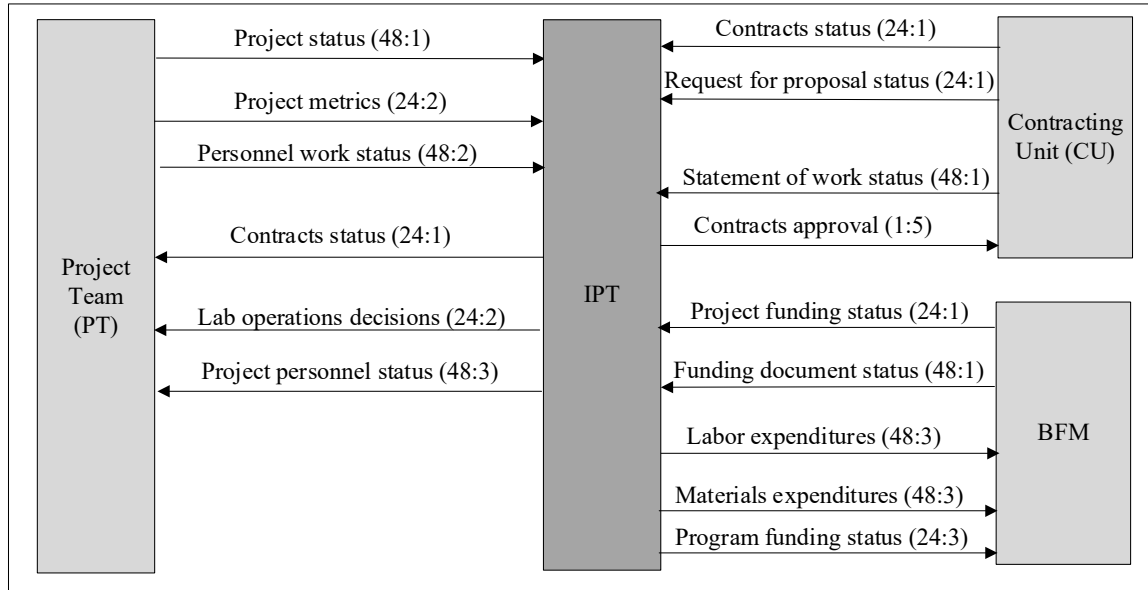 Project status (48:1)
Project metrics (24:2)
Personnel work status (48:2)
Contracts status (24:1)
Lab operations decisions (24:2)
Project personnel status (48:3)
Project
Team
(PT)
IPT
Contracts status (24:1)
Request for proposal status (24:1)
Statement of work status (48:1)
Contracts approval (1:5)
Contracting
Unit (CU)
Project funding status (24:1)
Funding document status (48:1)
Labor expenditures (48:3)
Materials expenditures (48:3)
Program funding status (24:3)
BFM